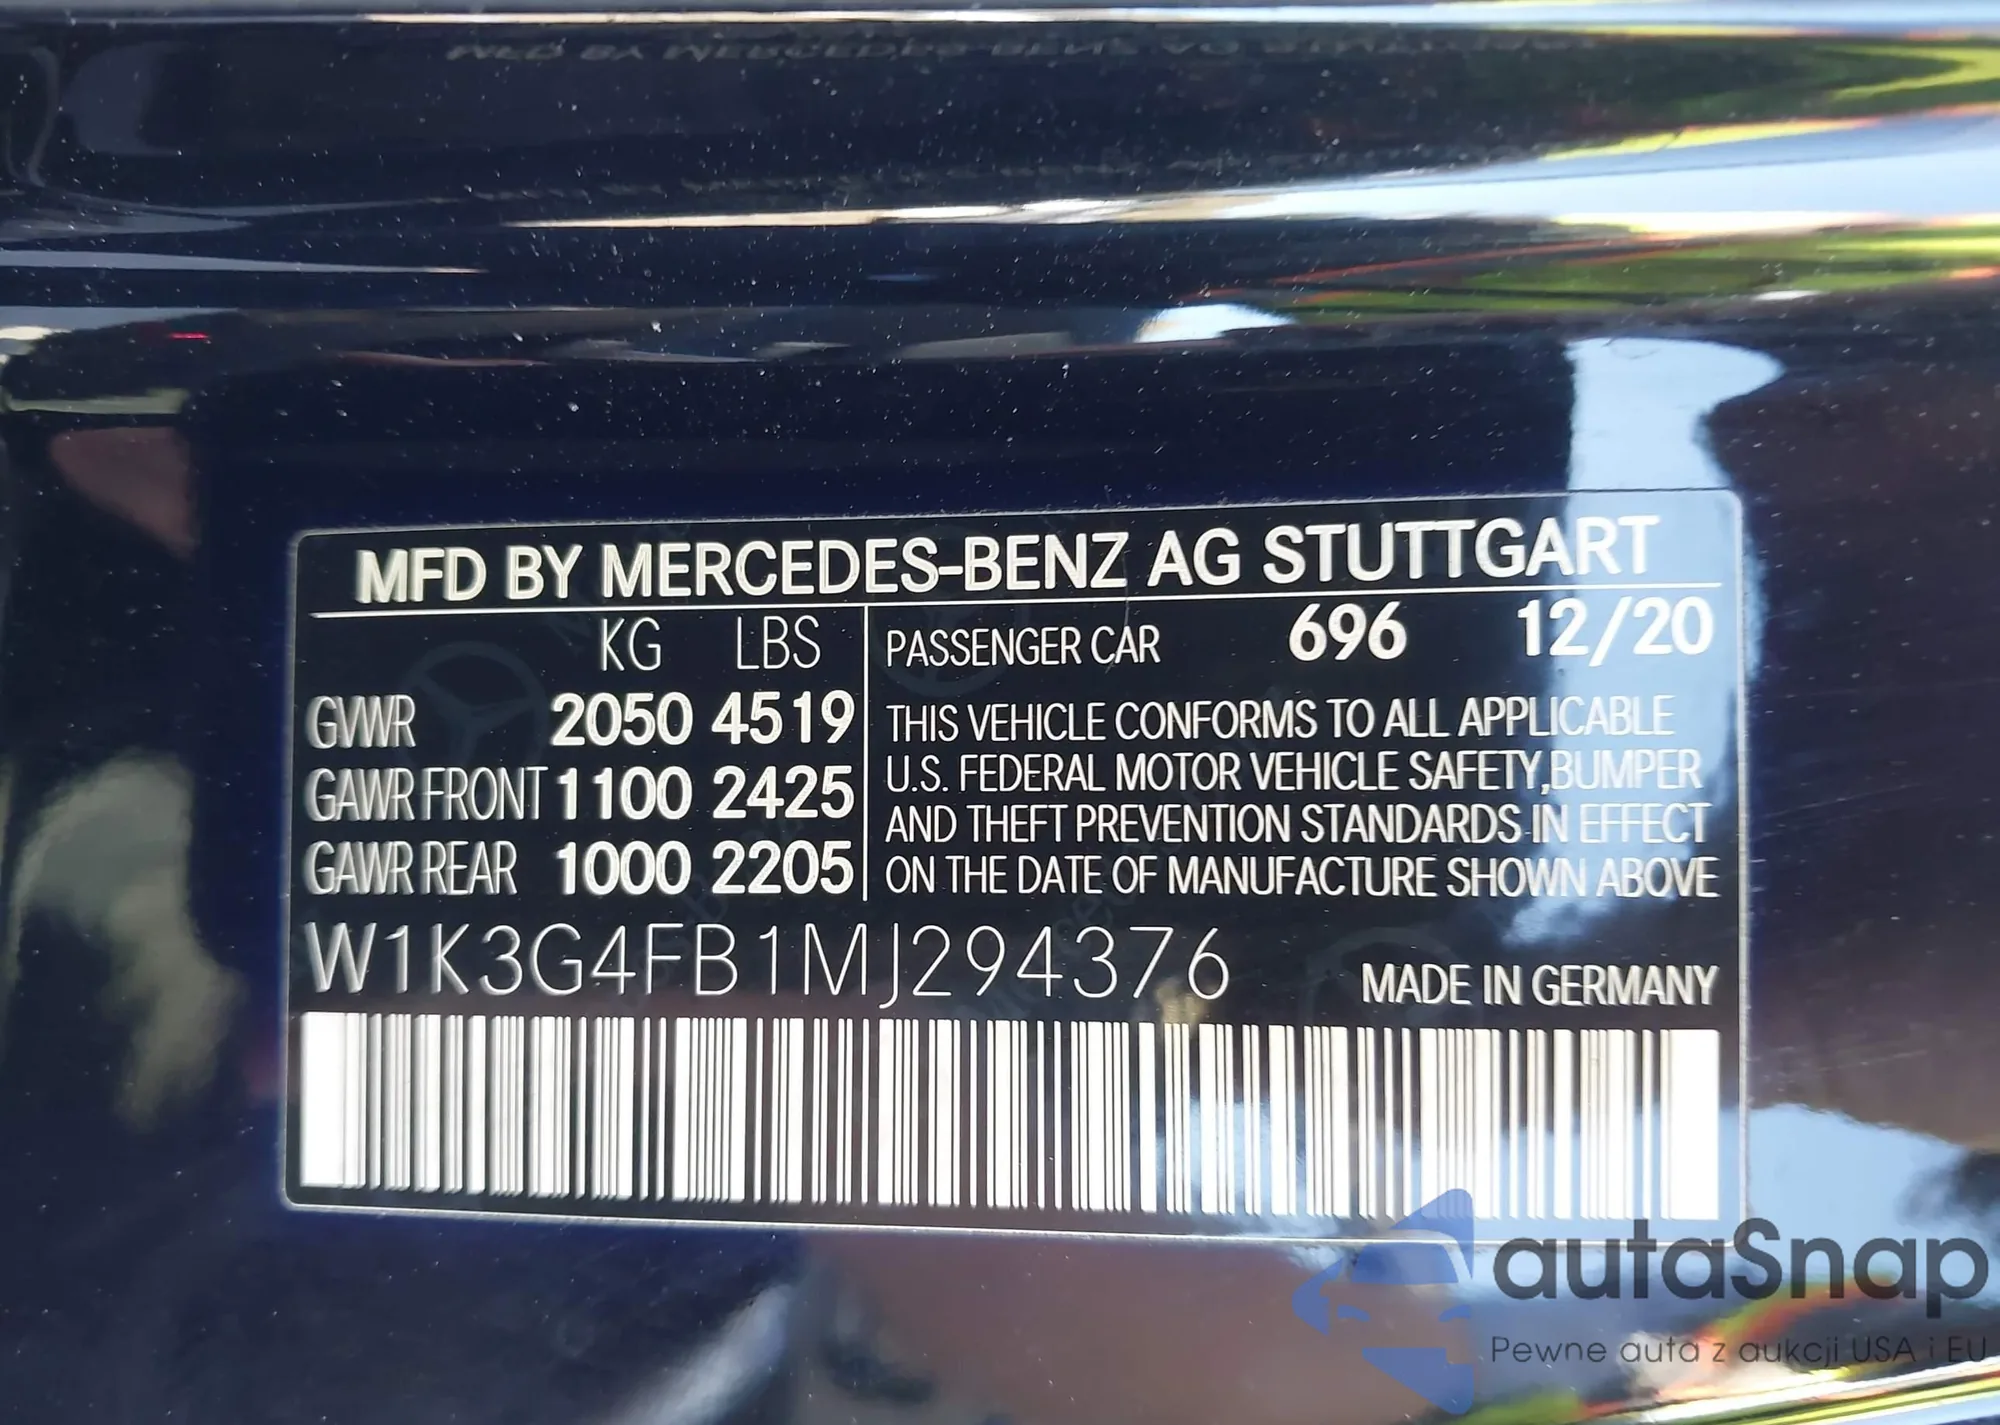 MFD BY MERCEDES-BENZ AG STUTTGART
KG LBS
GVWR 2050 4519
GAWR FRONT 1100 2425
GAWR REAR 1000 2205
PASSENGER CAR 696 12/20
THIS VEHICLE CONFORMS TO ALL APPLICABLE
U.S. FEDERAL MOTOR VEHICLE SAFETY, BUMPER
AND THEFT PREVENTION STANDARDS IN EFFECT
ON THE DATE OF MANUFACTURE SHOWN ABOVE
W1K3G4FB1MJ294376
MADE IN GERMANY
autaSnap
Pewne auta z aukcji USA i EU